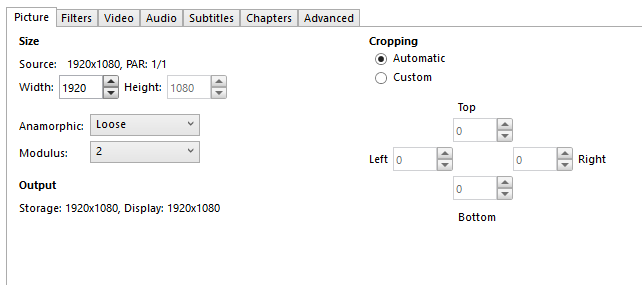 Picture Filters Video Audio Subtitles Chapters Advanced
Size
Source: 1920x1080, PAR: 1/1
Width: 1920 Height: 1080
Anamorphic: Loose
Modulus: 2
Output
Storage: 1920x1080, Display: 1920x1080
Cropping
Automatic
Custom
Top
0
Left 0 0 Right
0
Bottom